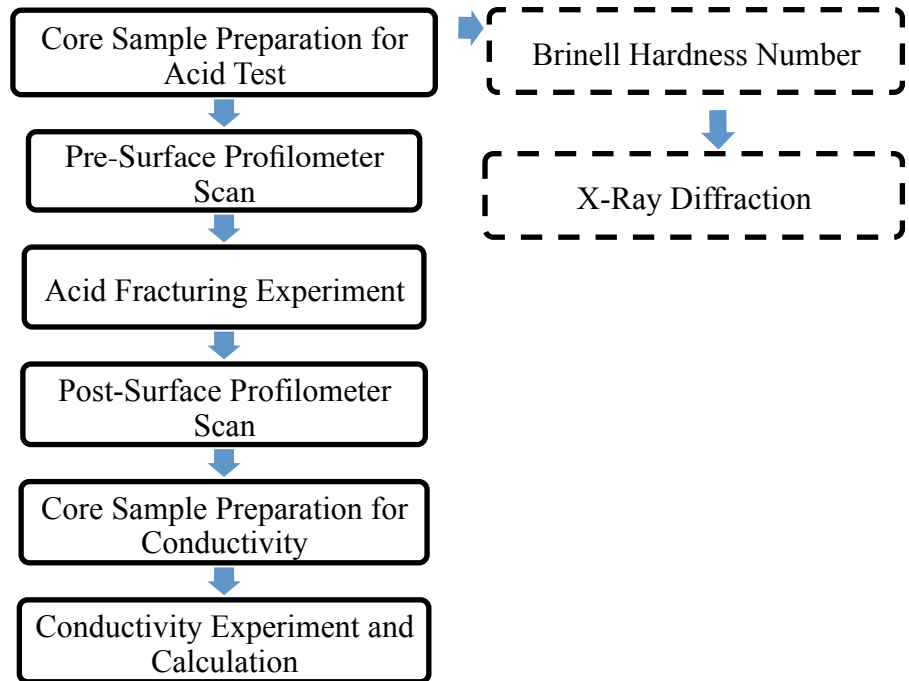 Core Sample Preparation for
Acid Test
Pre-Surface Profilometer
Scan
Acid Fracturing Experiment
Post-Surface Profilometer
Scan
Core Sample Preparation for
Conductivity
Conductivity Experiment and
Calculation
Brinell Hardness Number
X-Ray Diffraction